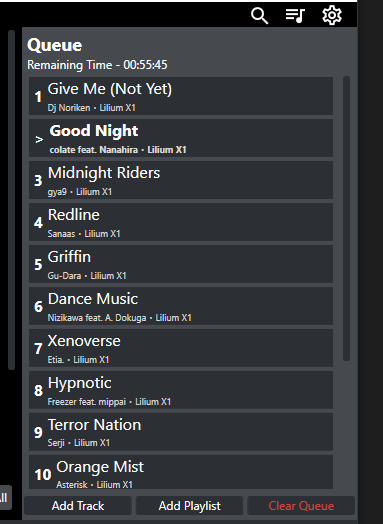 Queue
Remaining Time - 00:55:45
1 Give Me (Not Yet)
Dj Noriken • Lilium X1
> Good Night
colate feat. Nanahira • Lilium X1
3 Midnight Riders
gya9 • Lilium X1
4 Redline
Sanaas • Lilium X1
5 Griffin
Gu-Dara • Lilium X1
6 Dance Music
Nizikawa feat. A. Dokuga • Lilium X1
7 Xenoverse
Etia. • Lilium X1
8 Hypnotic
Freezer feat. mippai • Lilium X1
9 Terror Nation
Serji • Lilium X1
10 Orange Mist
Asterisk • Lilium X1
Add Track Add Playlist Clear Queue